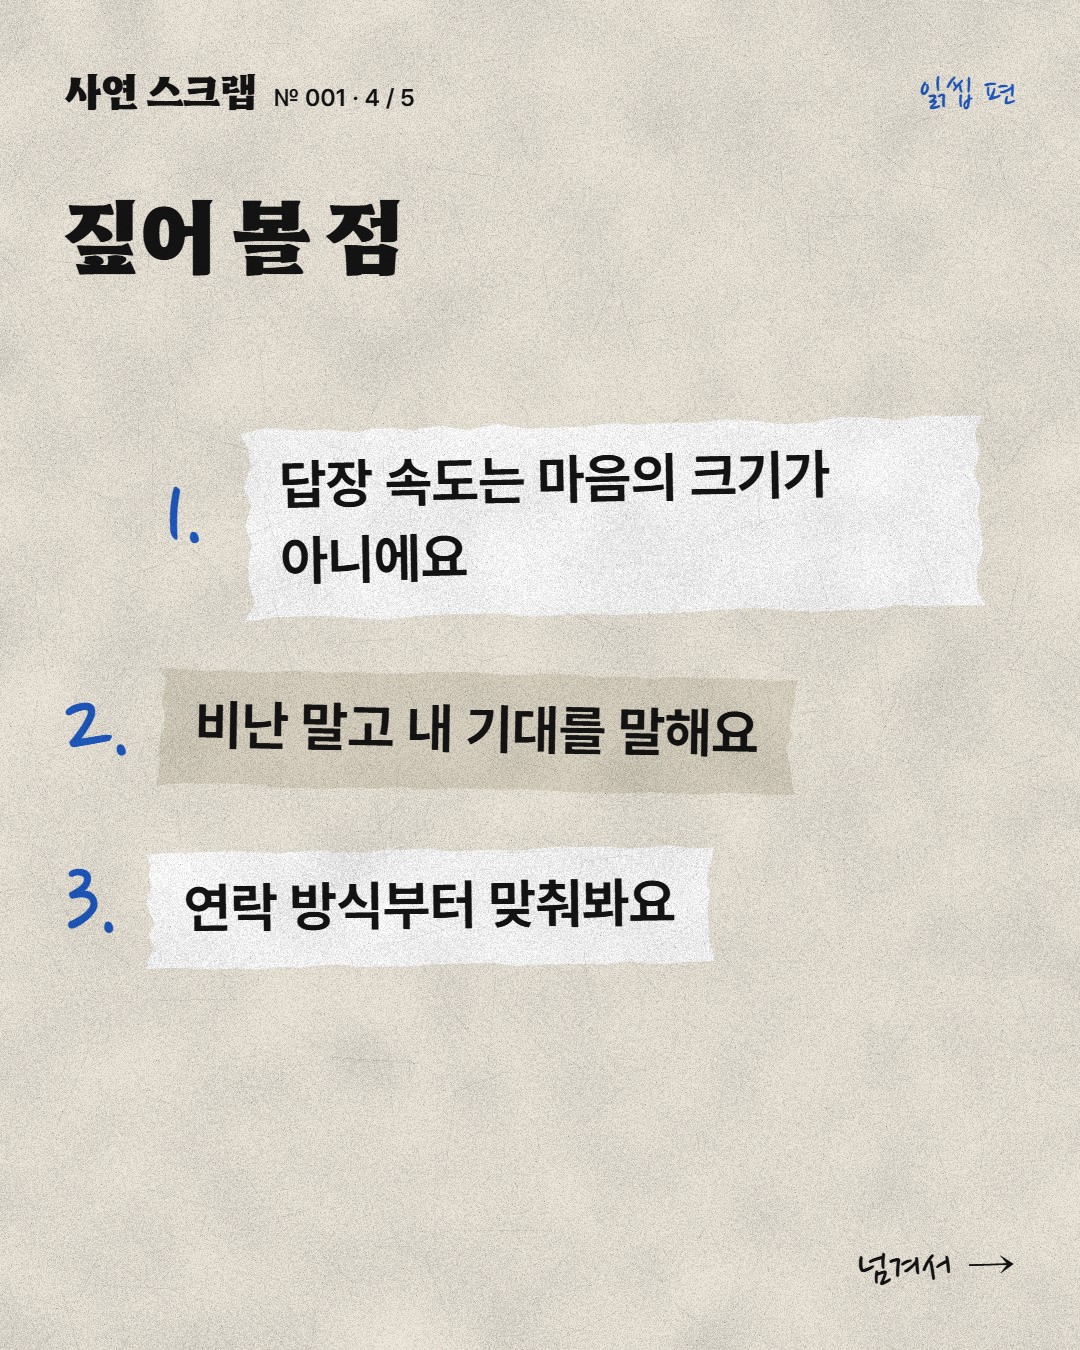 사연 스크랩 № 001 · 4 / 5
읽씹 편
짚어 볼 점
1. 답장 속도는 마음의 크기가
아니에요
2. 비난 말고 내 기대를 말해요
3. 연락 방식부터 맞춰봐요
넘겨서 →